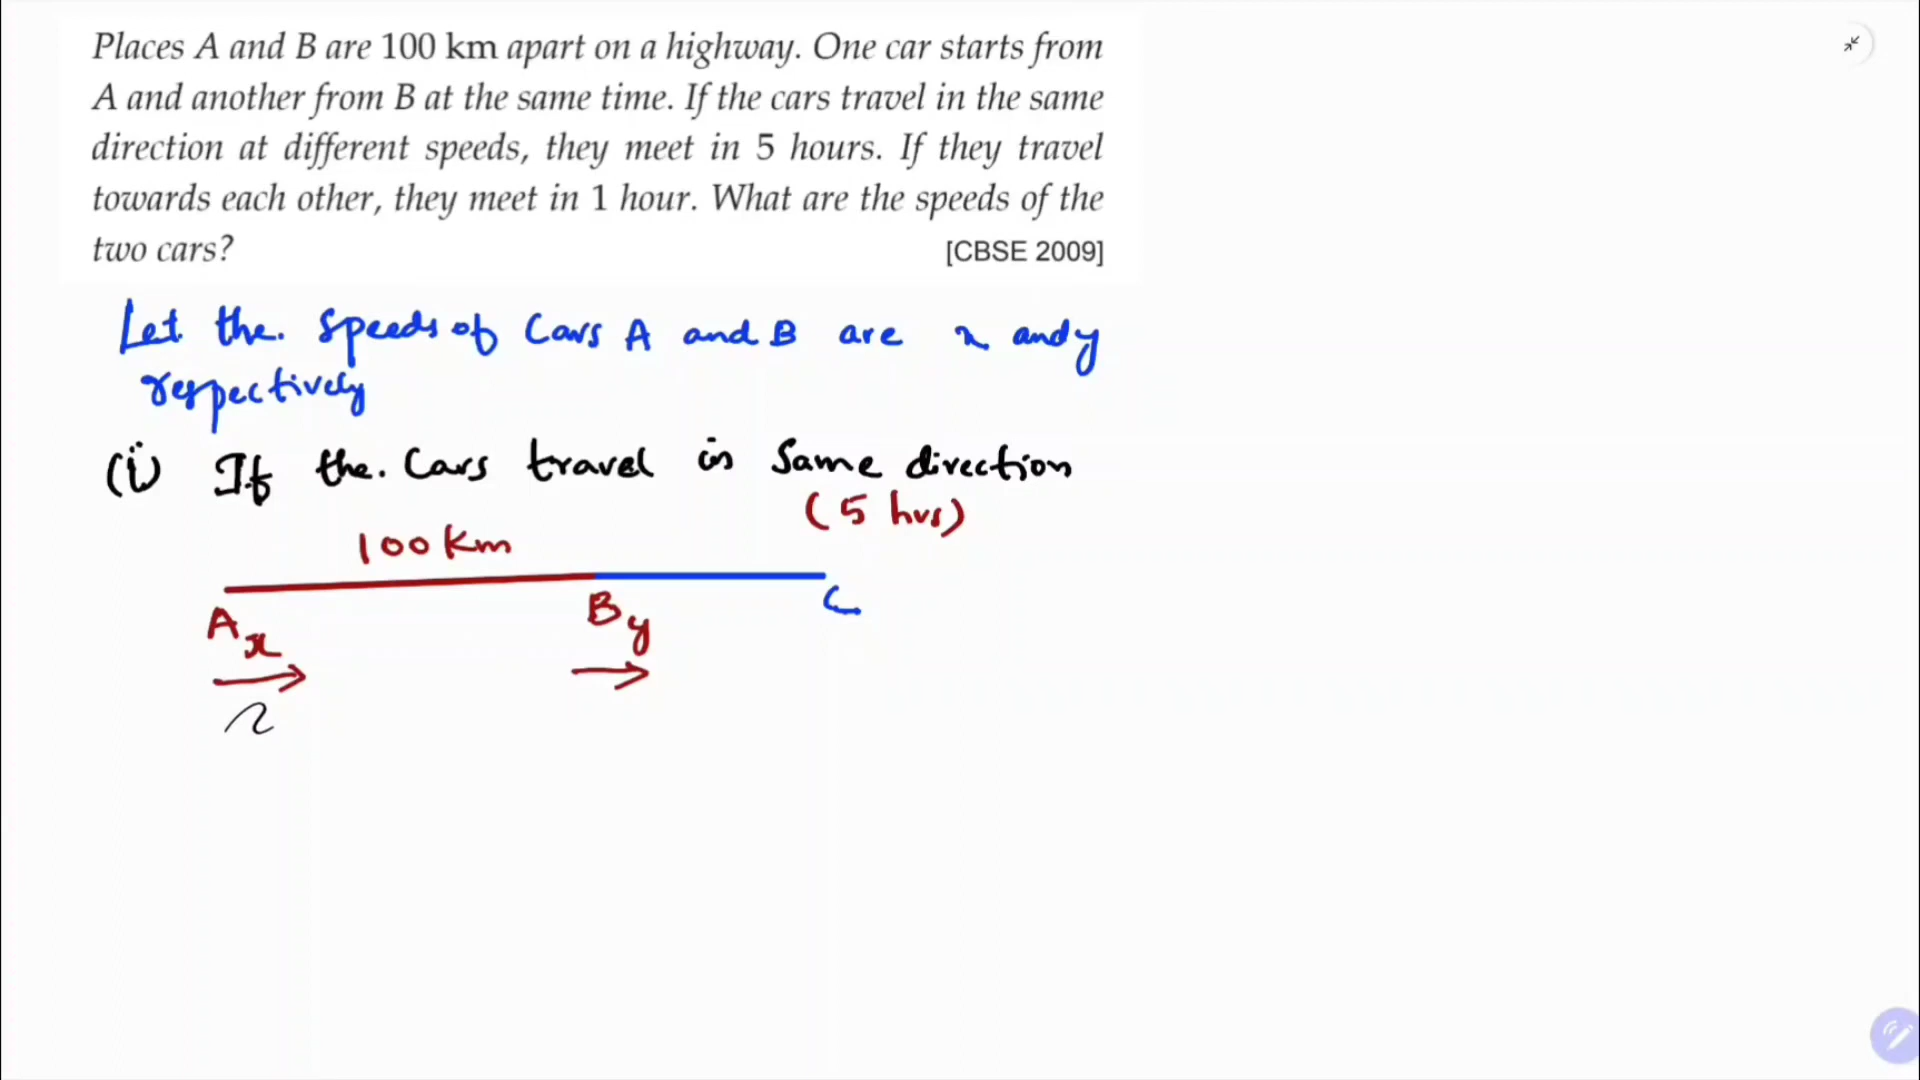 Places A and B are 100 km apart on a highway. One car starts from
A and another from B at the same time. If the cars travel in the same
direction at different speeds, they meet in 5 hours. If they travel
towards each other, they meet in 1 hour. What are the speeds of the
two cars? [CBSE 2009]
Let the. speeds of Cars A and B are x and y
respectively
(i) If the. Cars travel in Same direction
(5 hrs)
100 Km
A x B y C